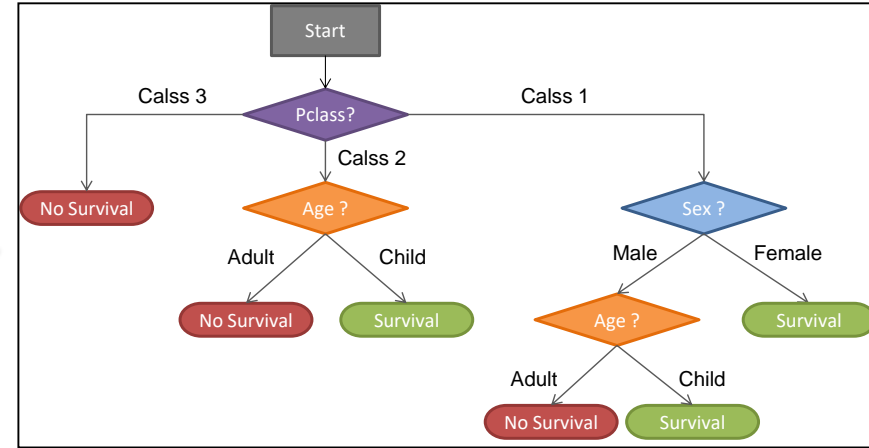 Start
Calss 3
Pclass?
Calss 1
Calss 2
No Survival
Age ?
Sex ?
Adult
Child
Male
Female
No Survival
Survival
Age ?
Survival
Adult
Child
No Survival
Survival